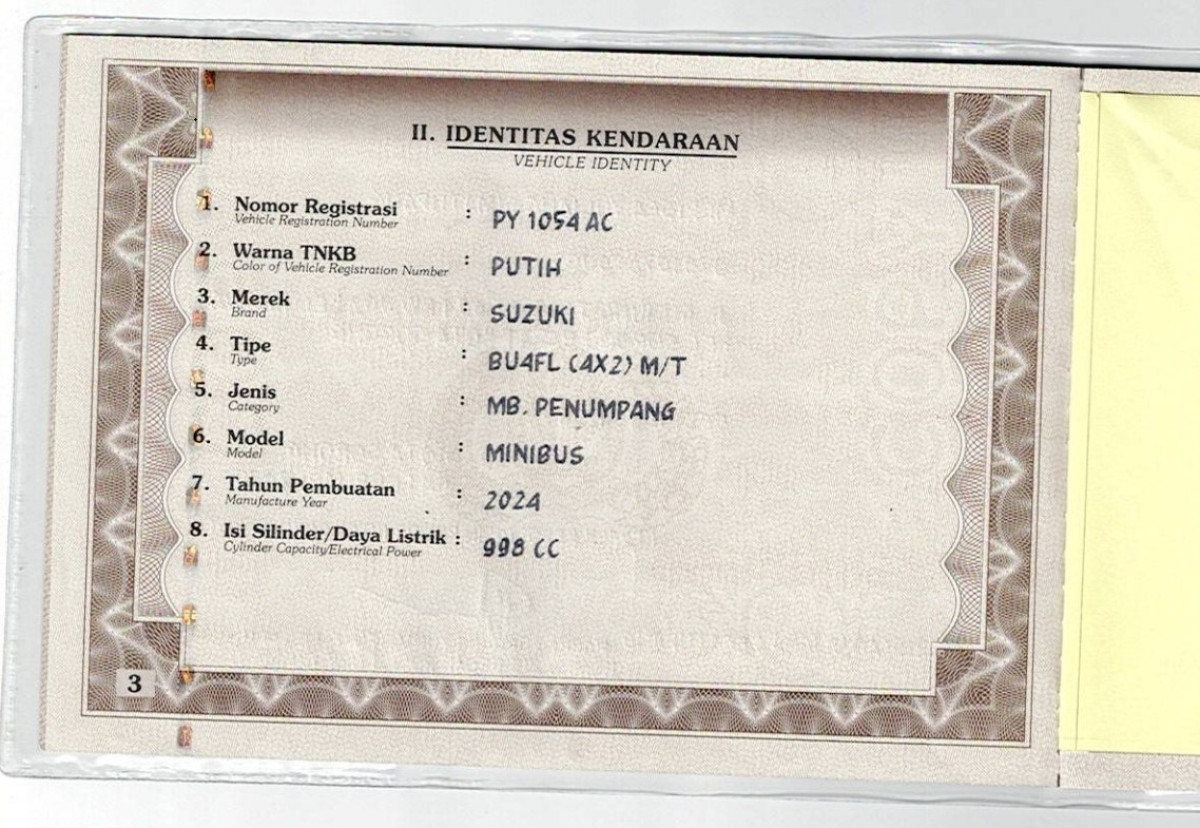 II. IDENTITAS KENDARAAN
VEHICLE IDENTITY
1. Nomor Registrasi : PY 1054 AC
Vehicle Registration Number
2. Warna TNKB : PUTIH
Color of Vehicle Registration Number
3. Merek : SUZUKI
Brand
4. Tipe : BU4FL (4X2) M/T
Type
5. Jenis : MB. PENUMPANG
Category
6. Model : MINIBUS
Model
7. Tahun Pembuatan : 2024
Manufacture Year
8. Isi Silinder/Daya Listrik : 998 CC
Cylinder Capacity/Electrical Power
3